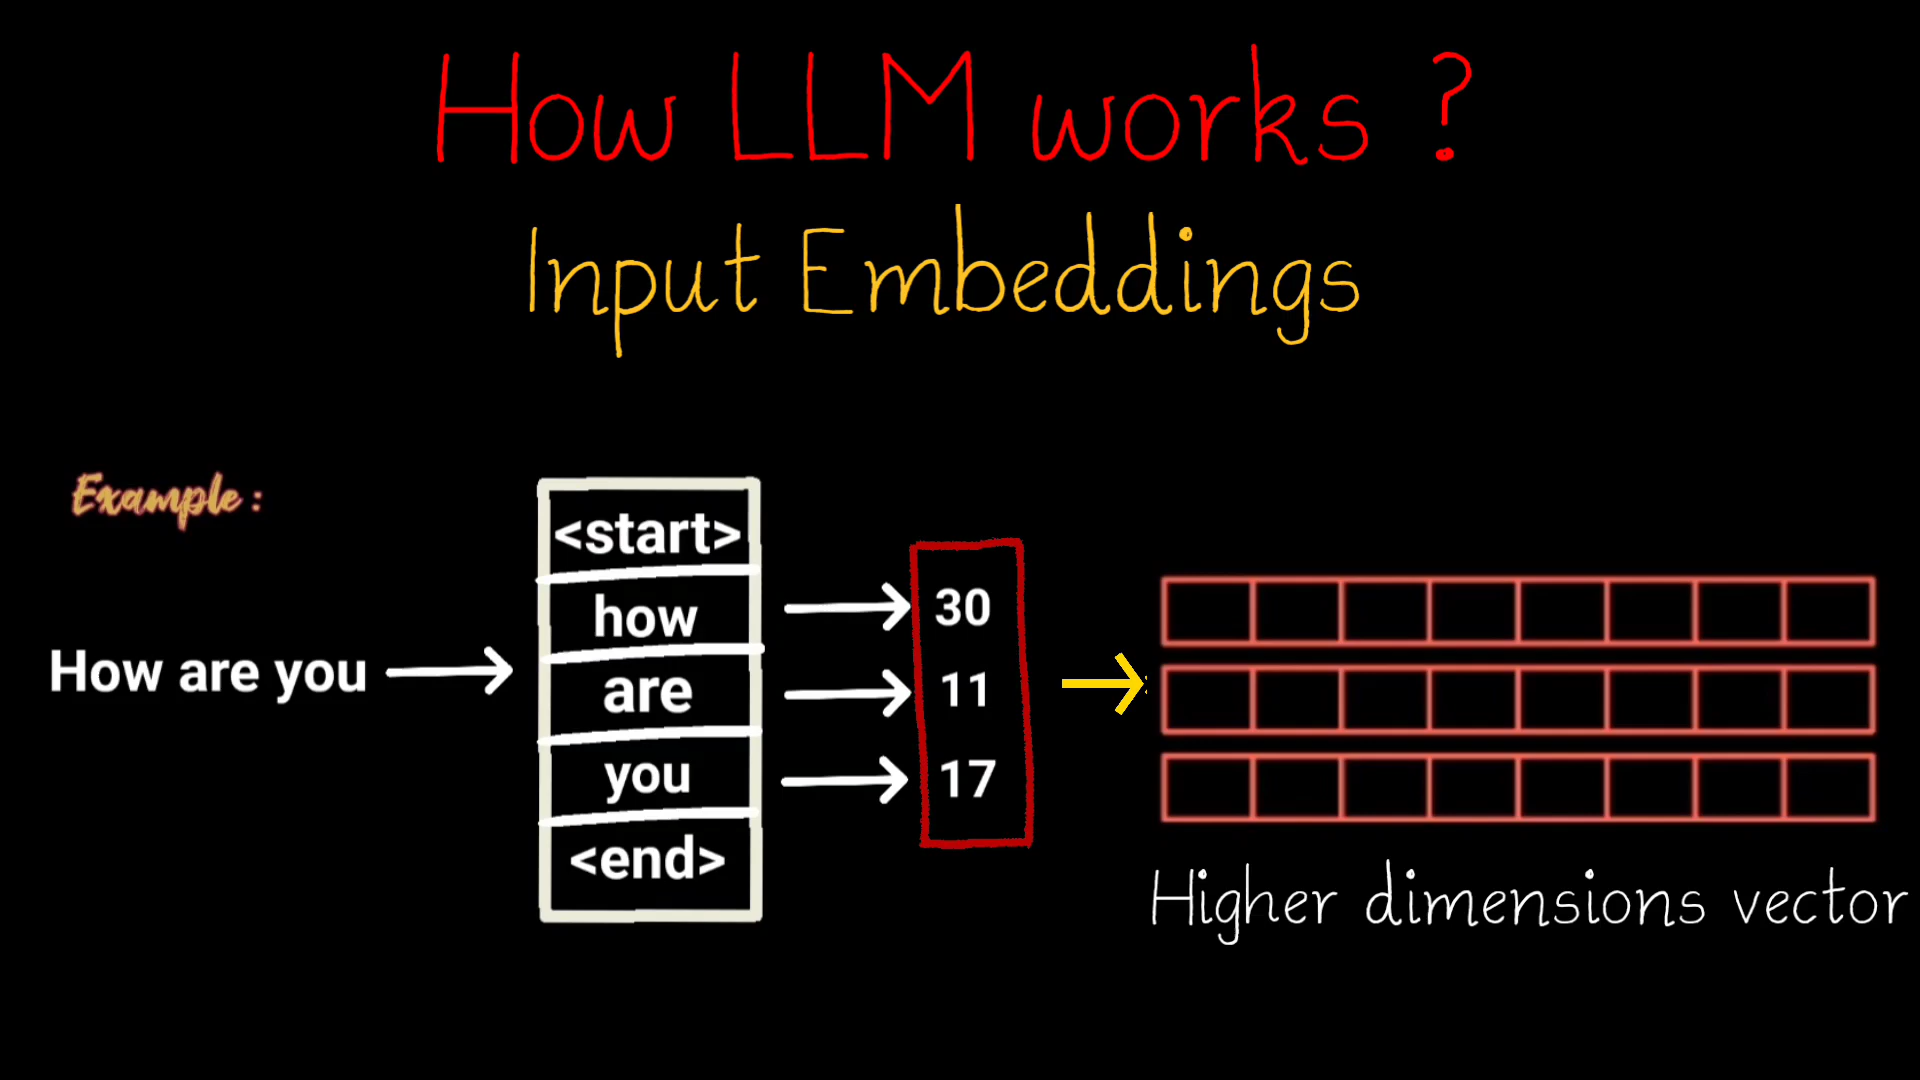 How LLM works ?
Input Embeddings
Example :
How are you
<start>
how
are
you
<end>
30
11
17
Higher dimensions vector